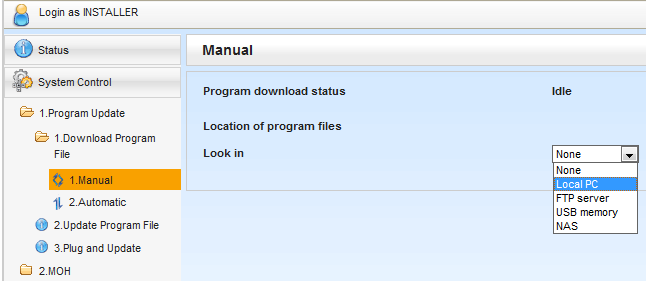 Login as INSTALLER
Status
System Control
1.Program Update
1.Download Program
File
1.Manual
2.Automatic
2.Update Program File
3.Plug and Update
2.MOH
Manual
Program download status Idle
Location of program files
Look in None
None
Local PC
FTP server
USB memory
NAS